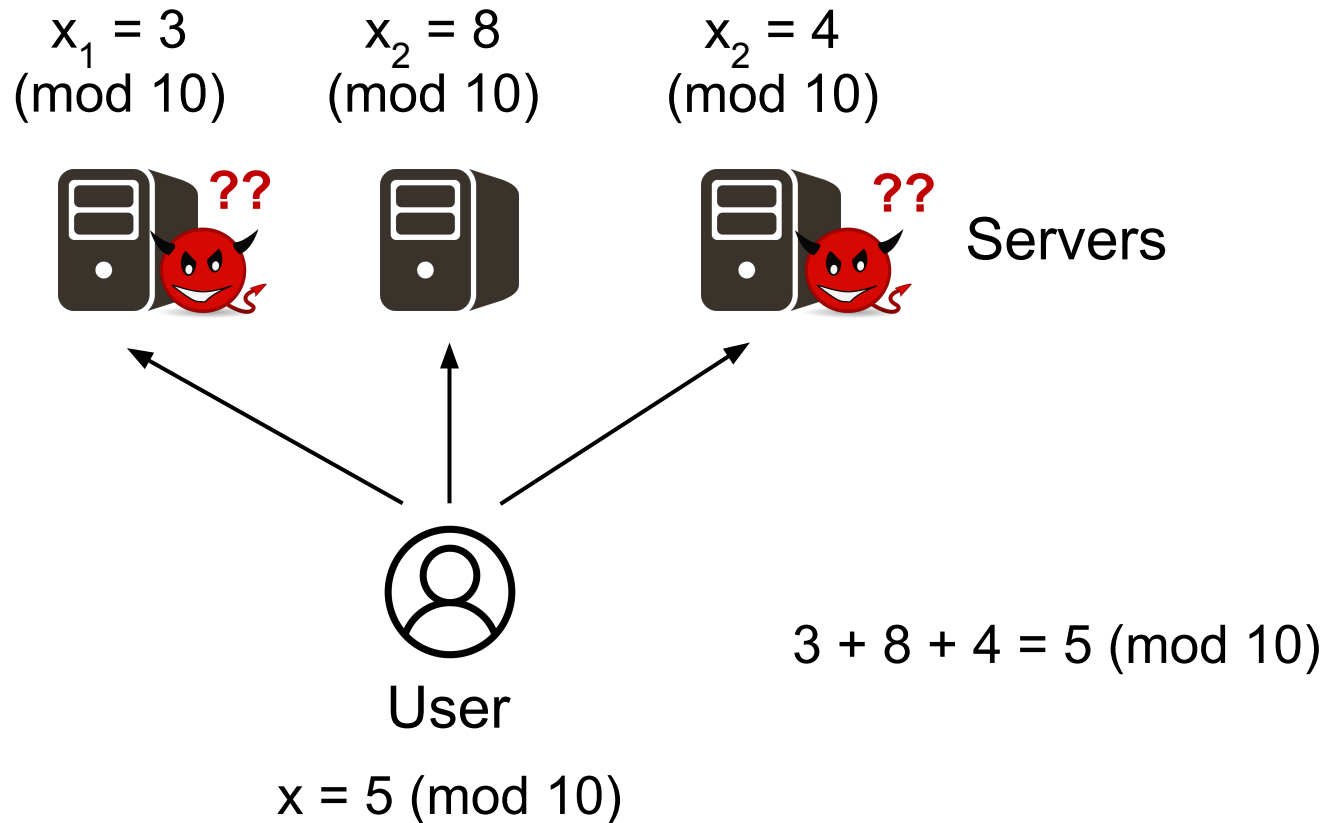 x₁ = 3
(mod 10)
x₂ = 8
(mod 10)
x₂ = 4
(mod 10)
??
??
Servers
3 + 8 + 4 = 5 (mod 10)
User
x = 5 (mod 10)